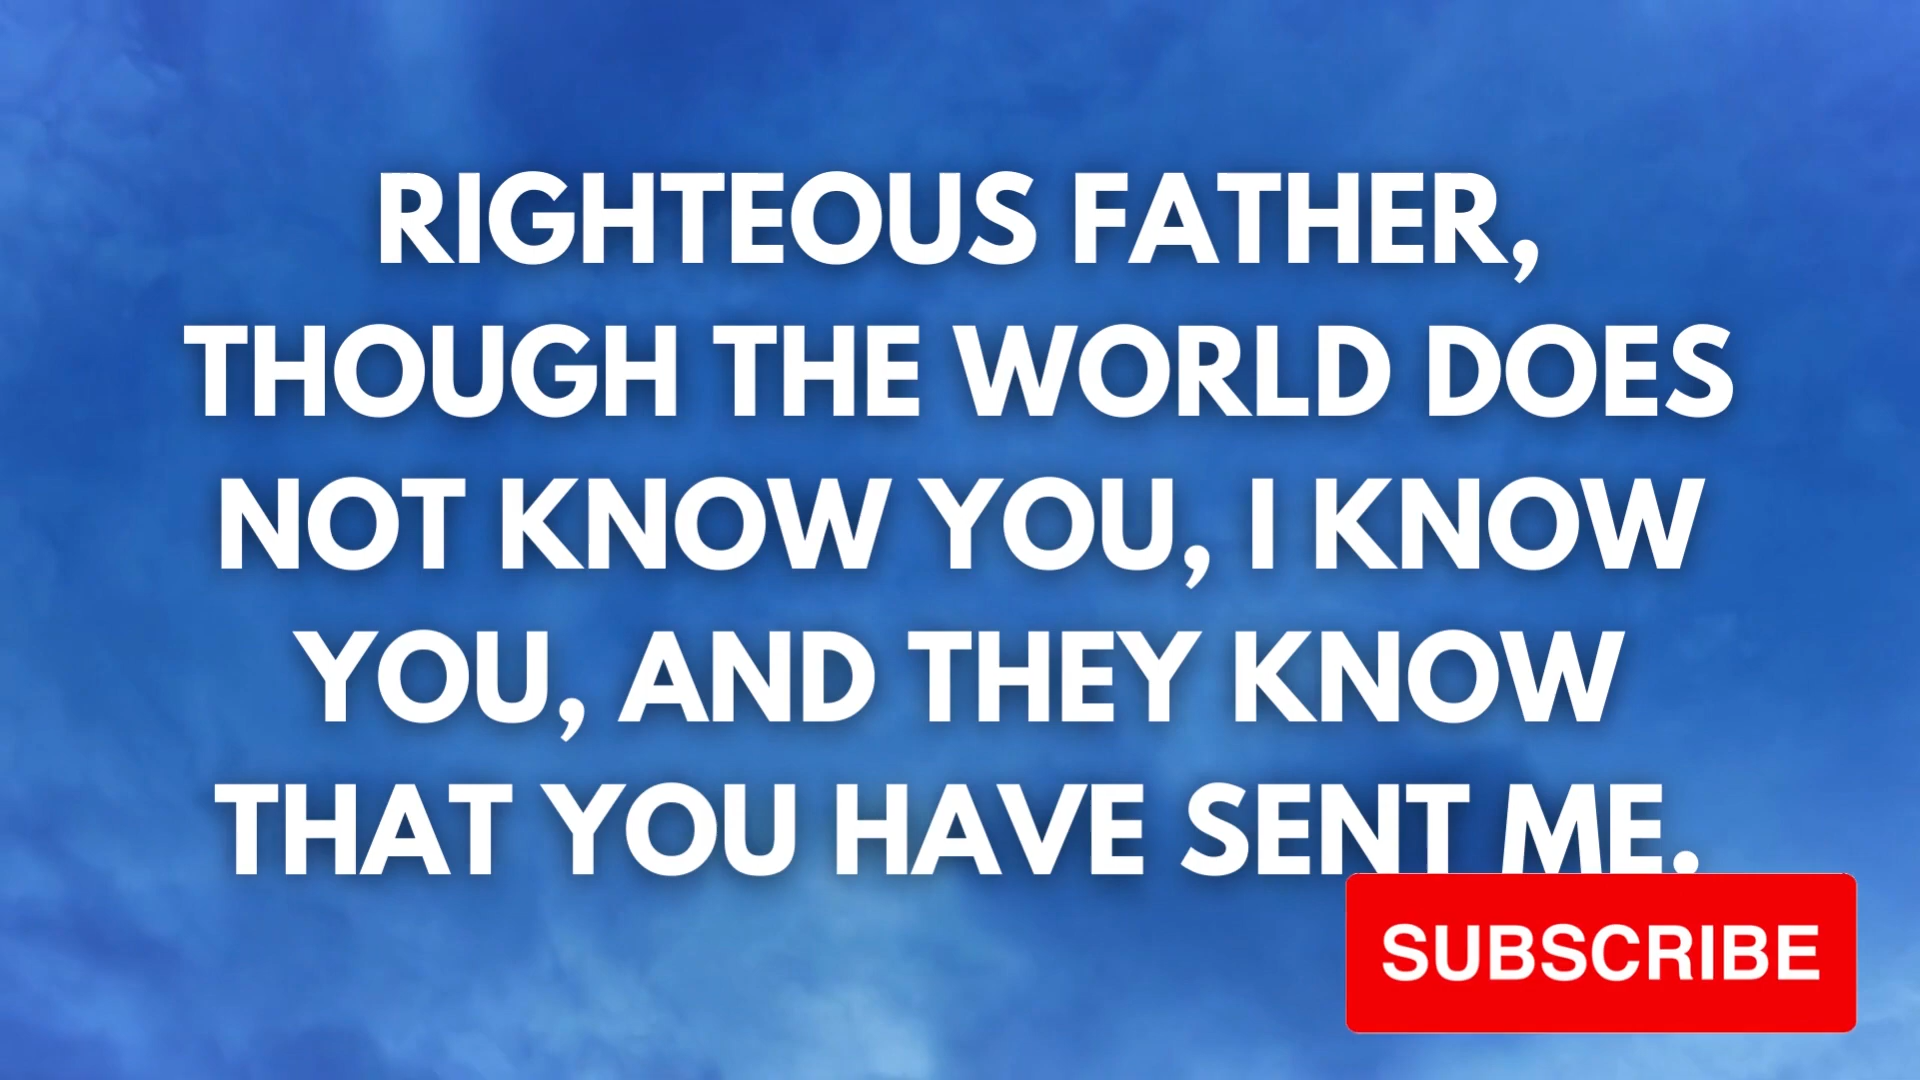 RIGHTEOUS FATHER,
THOUGH THE WORLD DOES
NOT KNOW YOU, I KNOW
YOU, AND THEY KNOW
THAT YOU HAVE SENT ME.
SUBSCRIBE